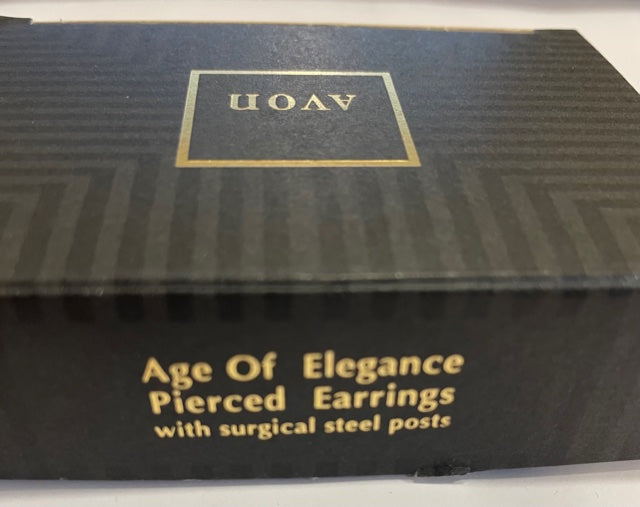 AVON
Age Of Elegance
Pierced Earrings
with surgical steel posts